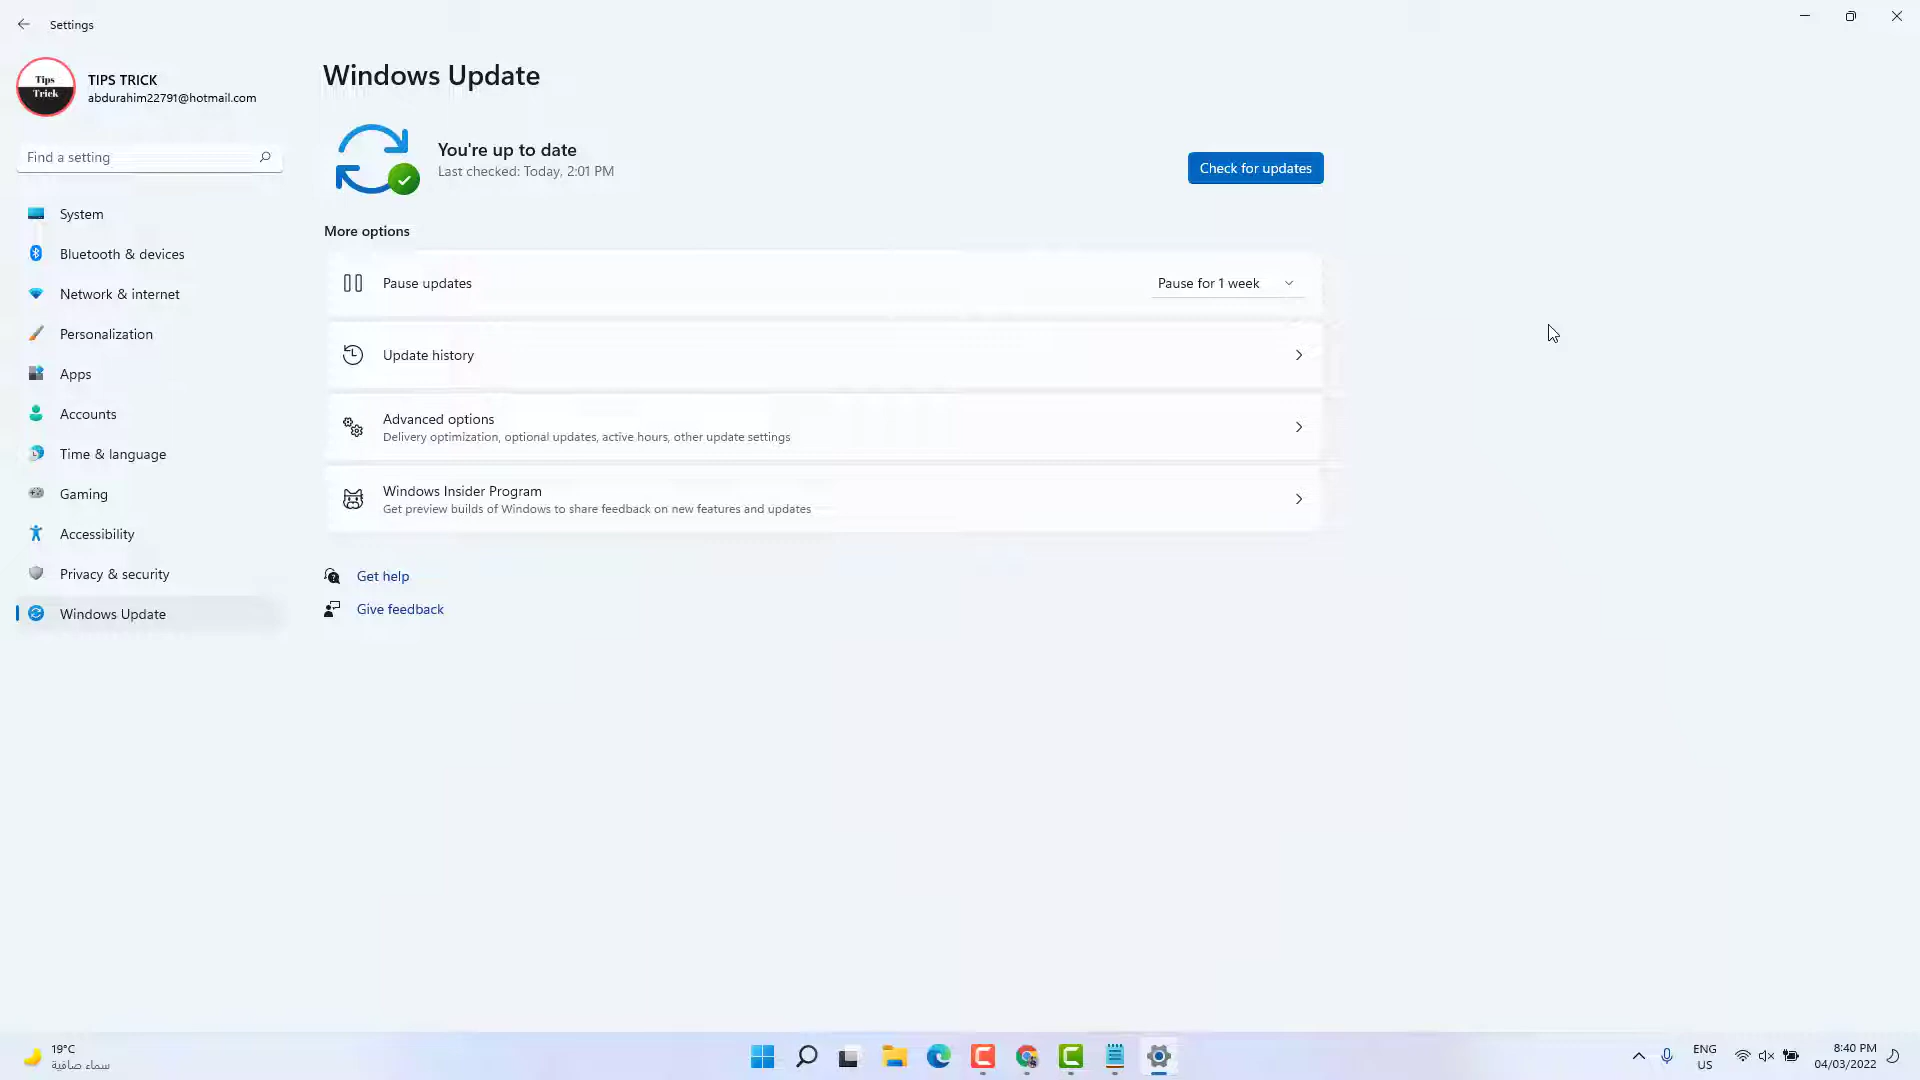 Settings
Tips
Trick
TIPS TRICK
abdurahim22791@hotmail.com
Find a setting
System
Bluetooth & devices
Network & internet
Personalization
Apps
Accounts
Time & language
Gaming
Accessibility
Privacy & security
Windows Update
Windows Update
You're up to date
Last checked: Today, 2:01 PM
Check for updates
More options
Pause updates
Pause for 1 week
Update history
Advanced options
Delivery optimization, optional updates, active hours, other update settings
Windows Insider Program
Get preview builds of Windows to share feedback on new features and updates
Get help
Give feedback
19°C
سماء صافية
ENG
US
8:40 PM
04/03/2022